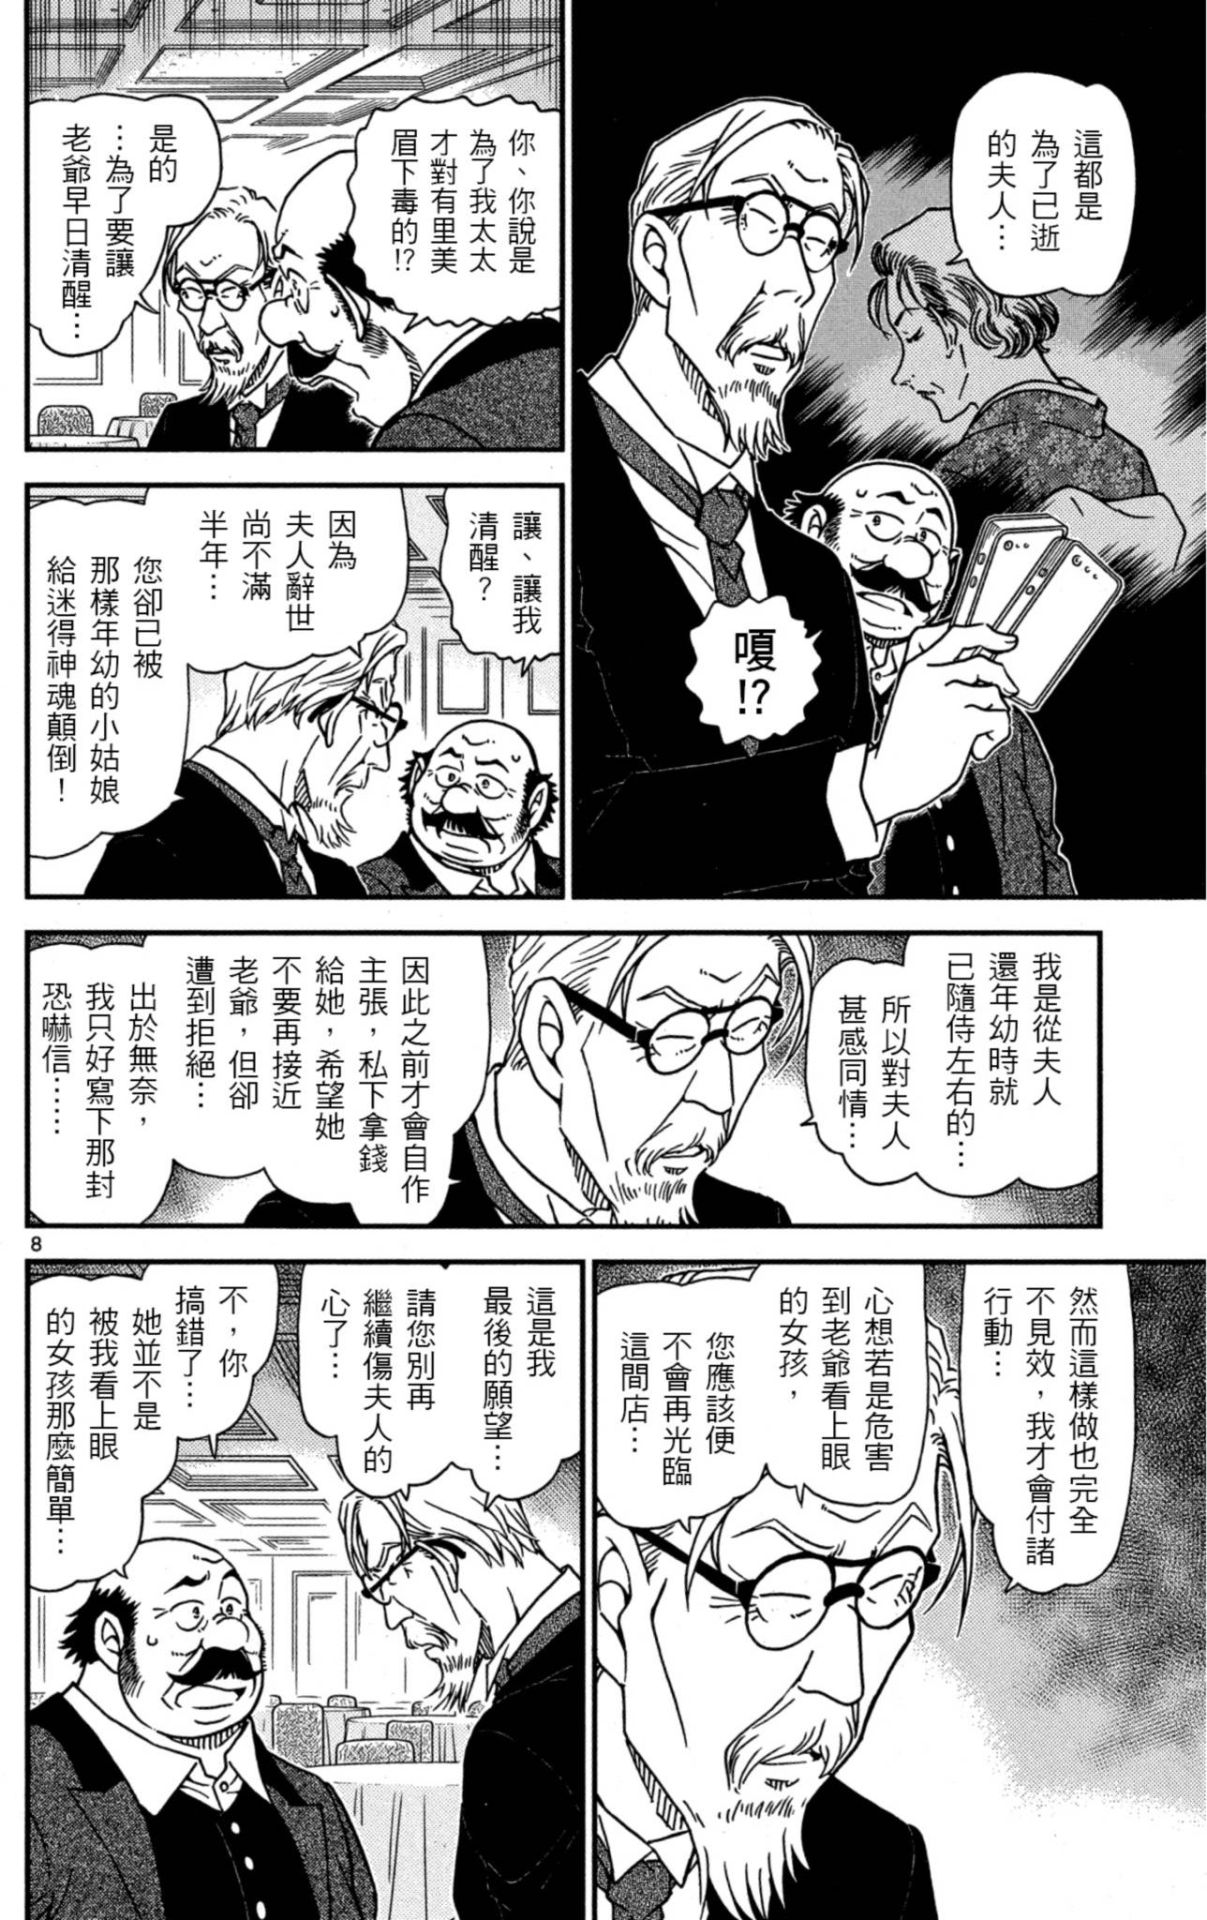 這都是
為了已逝
的夫人…
嗄!?
你、你說是
為了我太太
才對有里美
眉下毒的!?
是的
…為了要讓
老爺早日清醒…
讓、讓我
清醒?
因為
夫人辭世
尚不滿
半年…
您卻已被
那樣年幼的小姑娘
給迷得神魂顛倒!
我是從夫人
還年幼時就
已隨侍左右的…
所以對夫人
甚感同情…
因此之前才會自作
主張,私下拿錢
給她,希望她
不要再接近
老爺,但卻
遭到拒絕…
出於無奈,
我只好寫下那封
恐嚇信……
8
然而這樣做也完全
不見效,我才會付諸
行動…
心想若是危害
到老爺看上眼
的女孩,
您應該便
不會再光臨
這間店…
這是我
最後的願望…
請您別再
繼續傷夫人的
心了…
不,你
搞錯了…
她並不是
被我看上眼
的女孩那麼簡單…